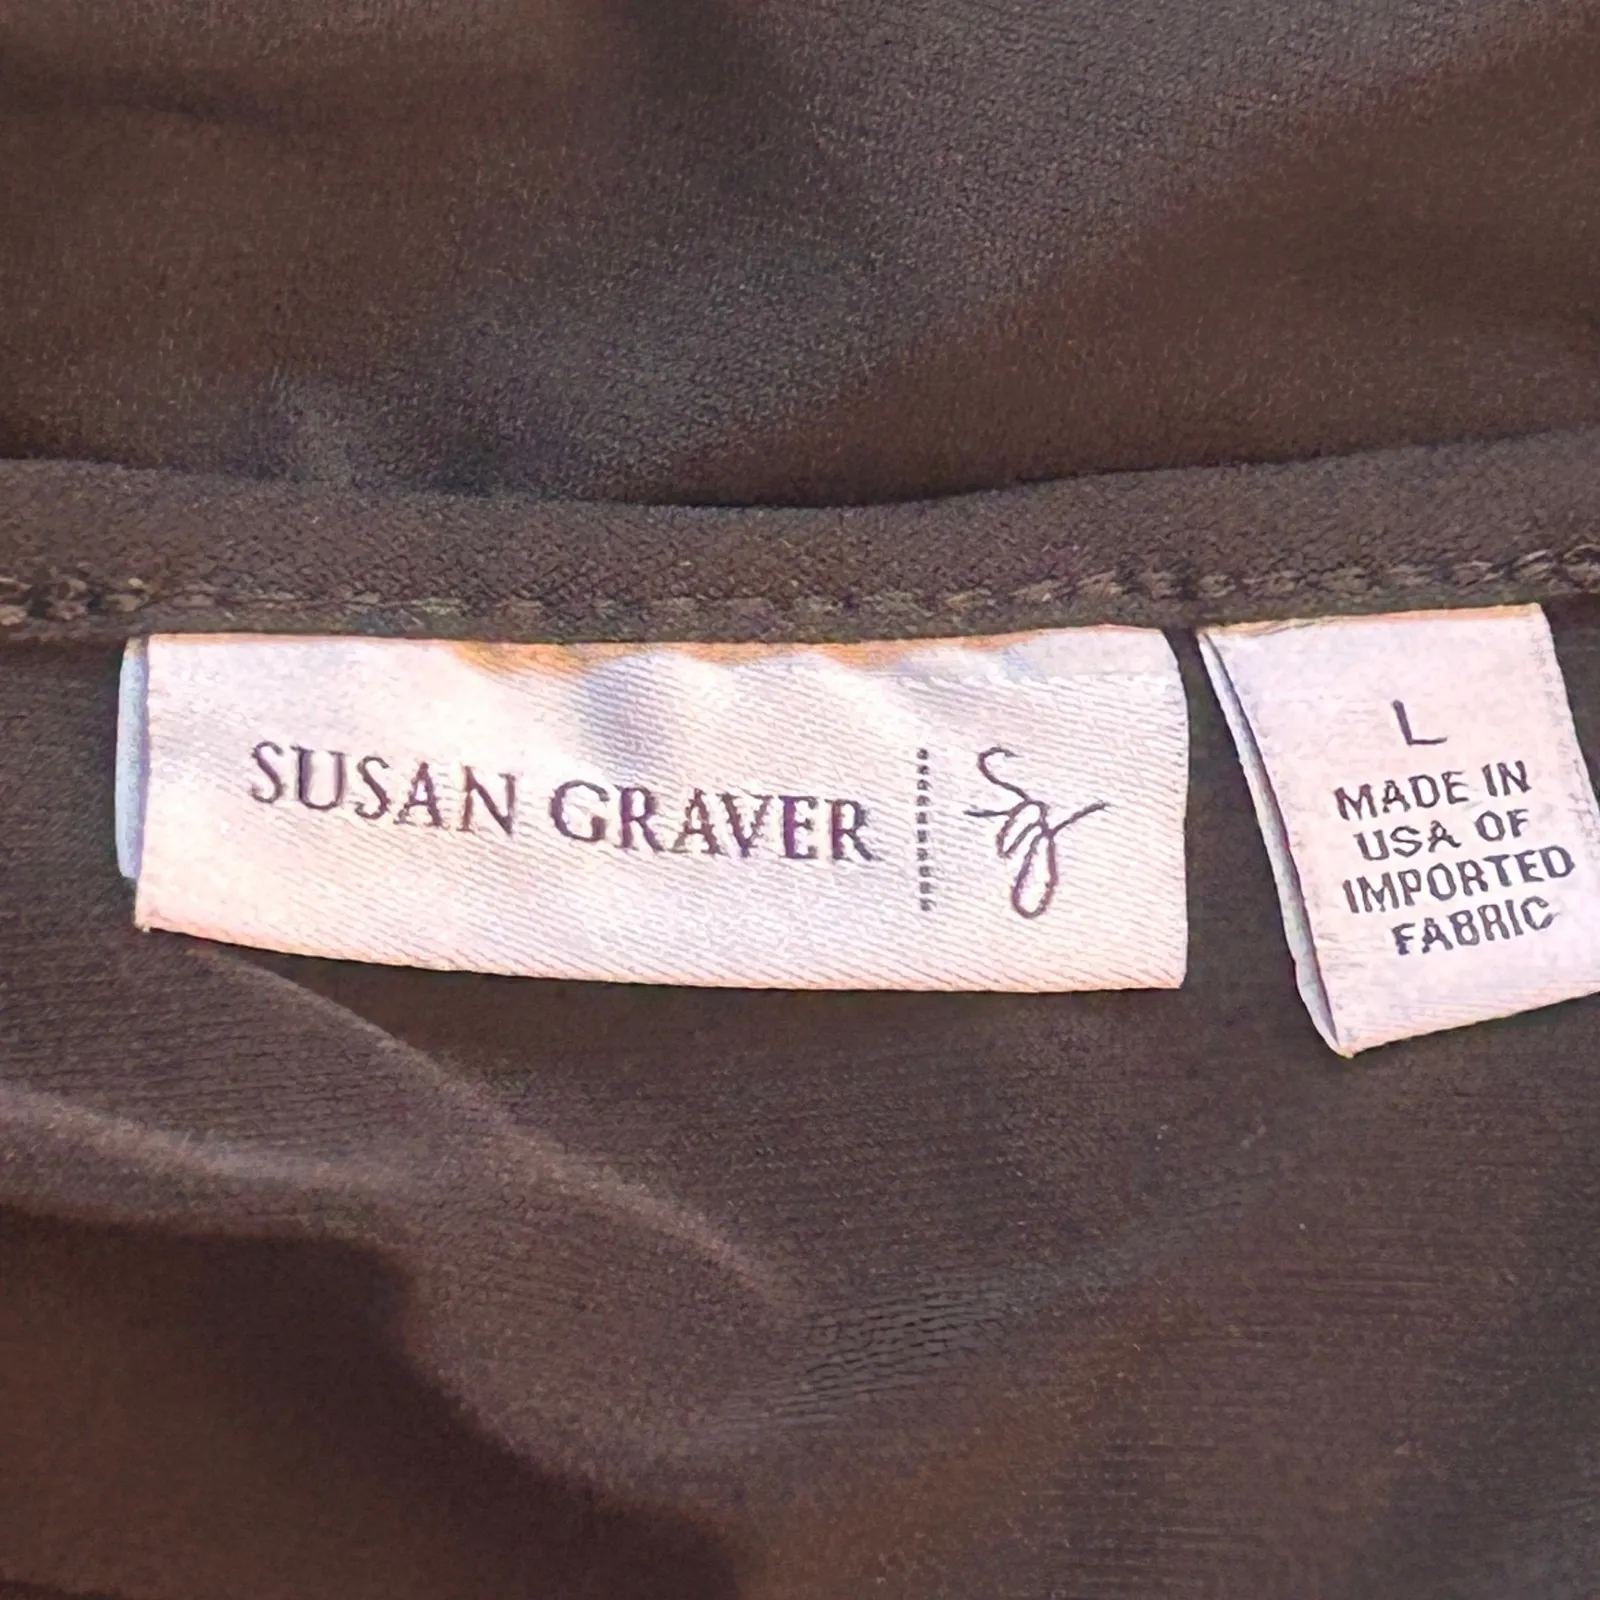 SUSAN GRAVER Sg
L
MADE IN
USA OF
IMPORTED
FABRIC